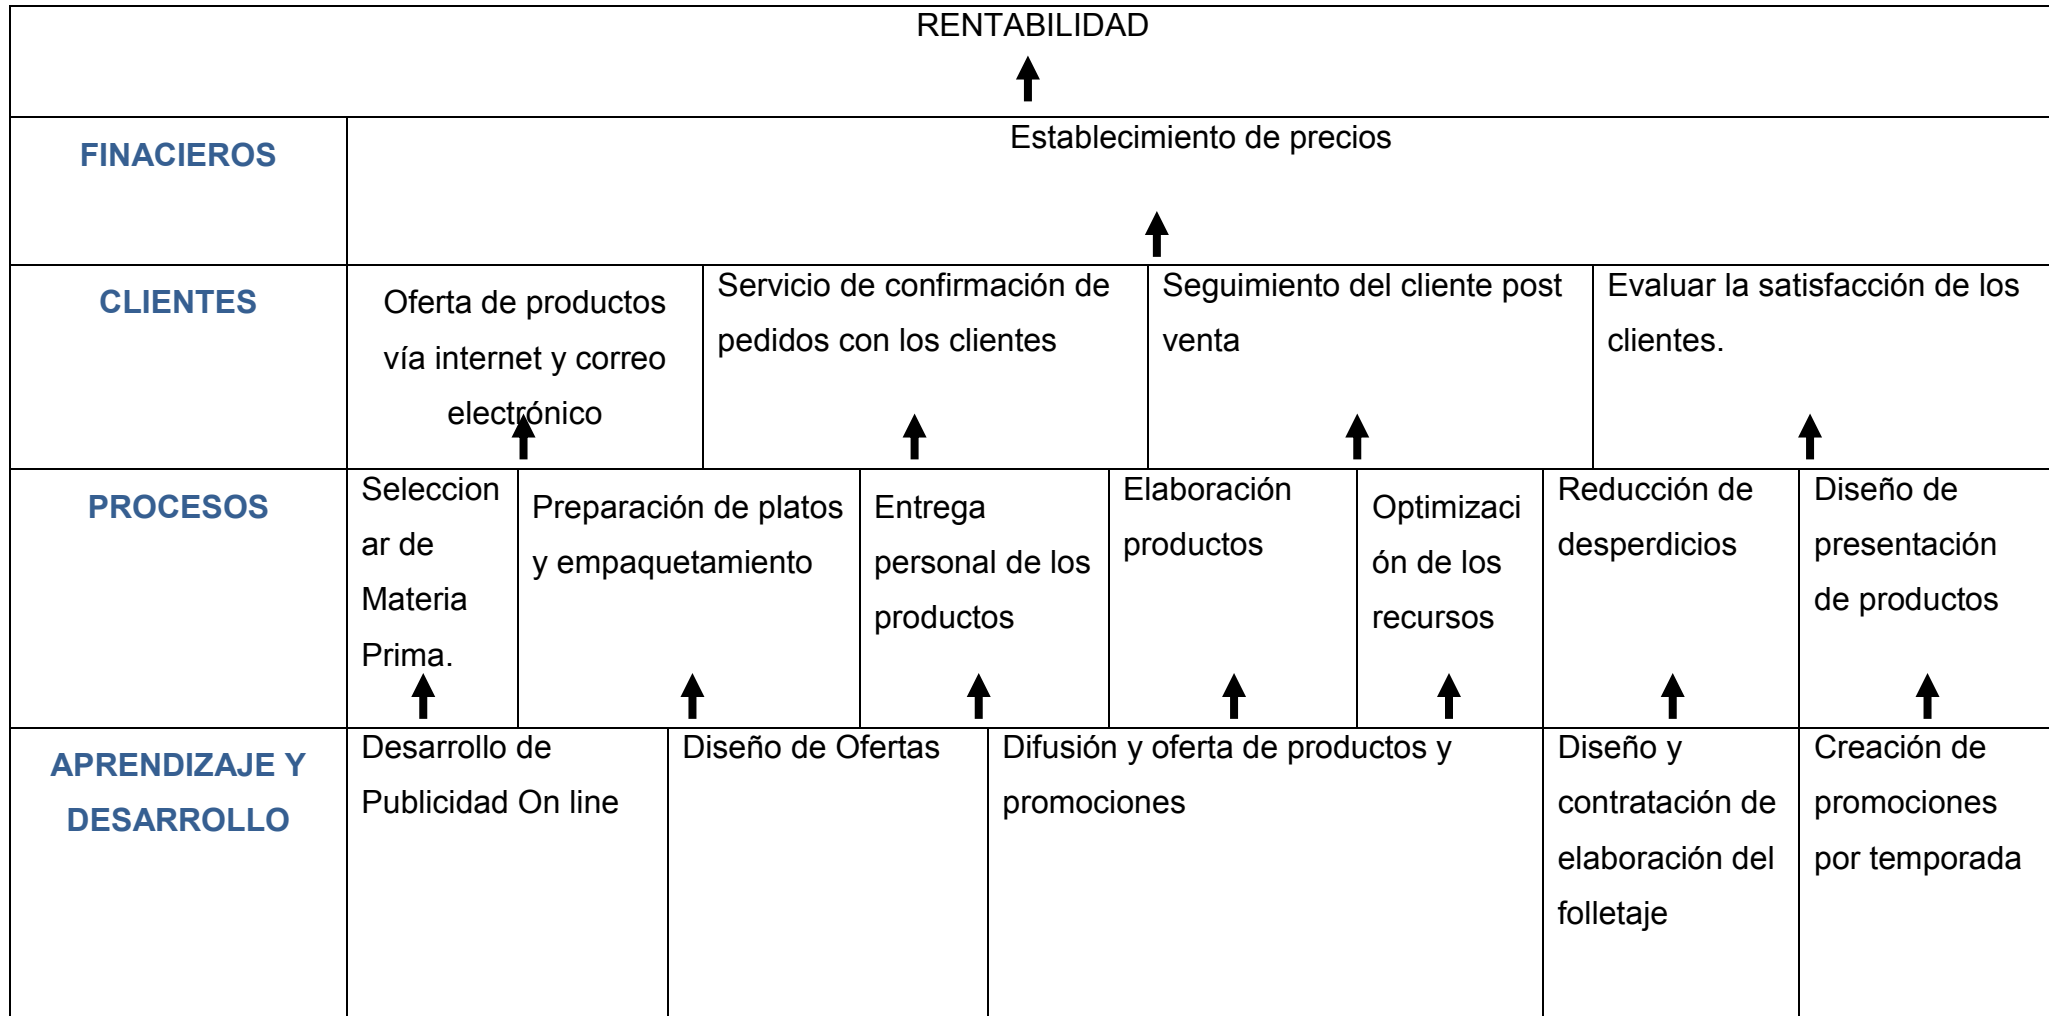 RENTABILIDAD
FINACIEROS
Establecimiento de precios
CLIENTES
Oferta de productos
vía internet y correo
electrónico
Servicio de confirmación de
pedidos con los clientes
Seguimiento del cliente post
venta
Evaluar la satisfacción de los
clientes.
PROCESOS
Seleccion
ar de
Materia
Prima.
Preparación de platos
y empaquetamiento
Entrega
personal de los
productos
Elaboración
productos
Optimizaci
ón de los
recursos
Reducción de
desperdicios
Diseño de
presentación
de productos
APRENDIZAJE Y
DESARROLLO
Desarrollo de
Publicidad On line
Diseño de Ofertas
Difusión y oferta de productos y
promociones
Diseño y
contratación de
elaboración del
folletaje
Creación de
promociones
por temporada